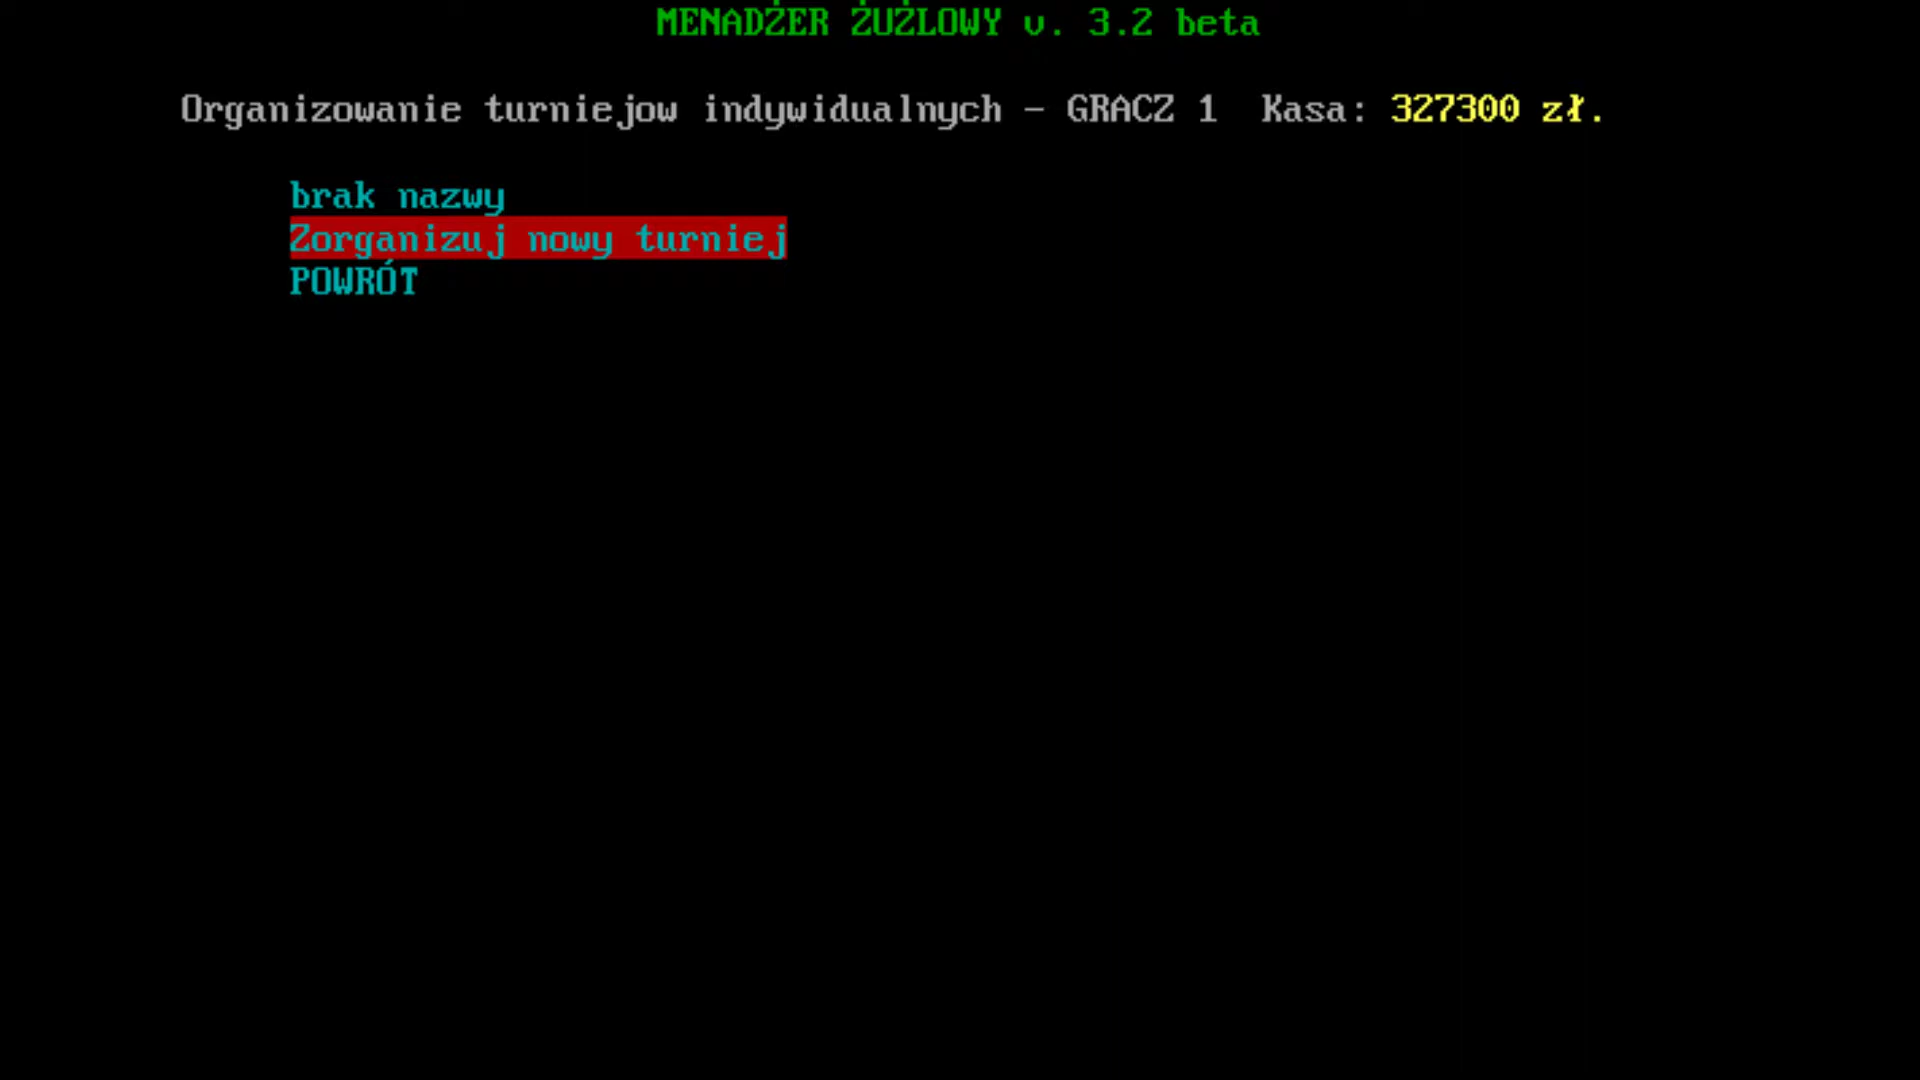 MENADŻER ŻUŻLOWY v. 3.2 beta
Organizowanie turniejow indywidualnych - GRACZ 1 Kasa: 327300 zł.
brak nazwy
Zorganizuj nowy turniej
POWRÓT